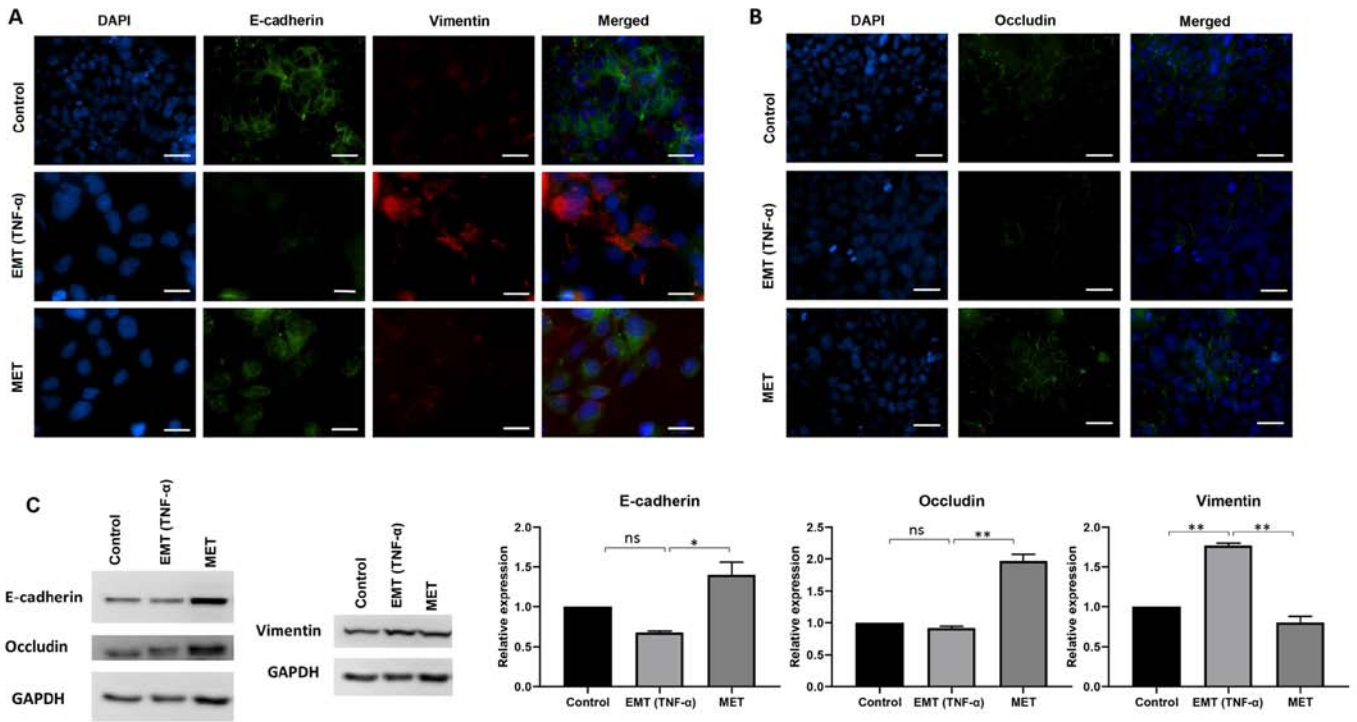 A
DAPI
E-cadherin
Vimentin
Merged
Control
EMT (TNF-α)
MET
B
DAPI
Occludin
Merged
Control
EMT (TNF-α)
MET
C
Control
EMT (TNF-α)
MET
E-cadherin
Occludin
GAPDH
Control
EMT (TNF-α)
MET
Vimentin
GAPDH
E-cadherin
Relative expression
2.0
1.5
1.0
0.5
0.0
ns
*
Control
EMT (TNF-α)
MET
Occludin
Relative expression
2.5
2.0
1.5
1.0
0.5
0.0
ns
**
Control
EMT (TNF-α)
MET
Vimentin
Relative expression
2.0
1.5
1.0
0.5
0.0
**
**
Control
EMT (TNF-α)
MET